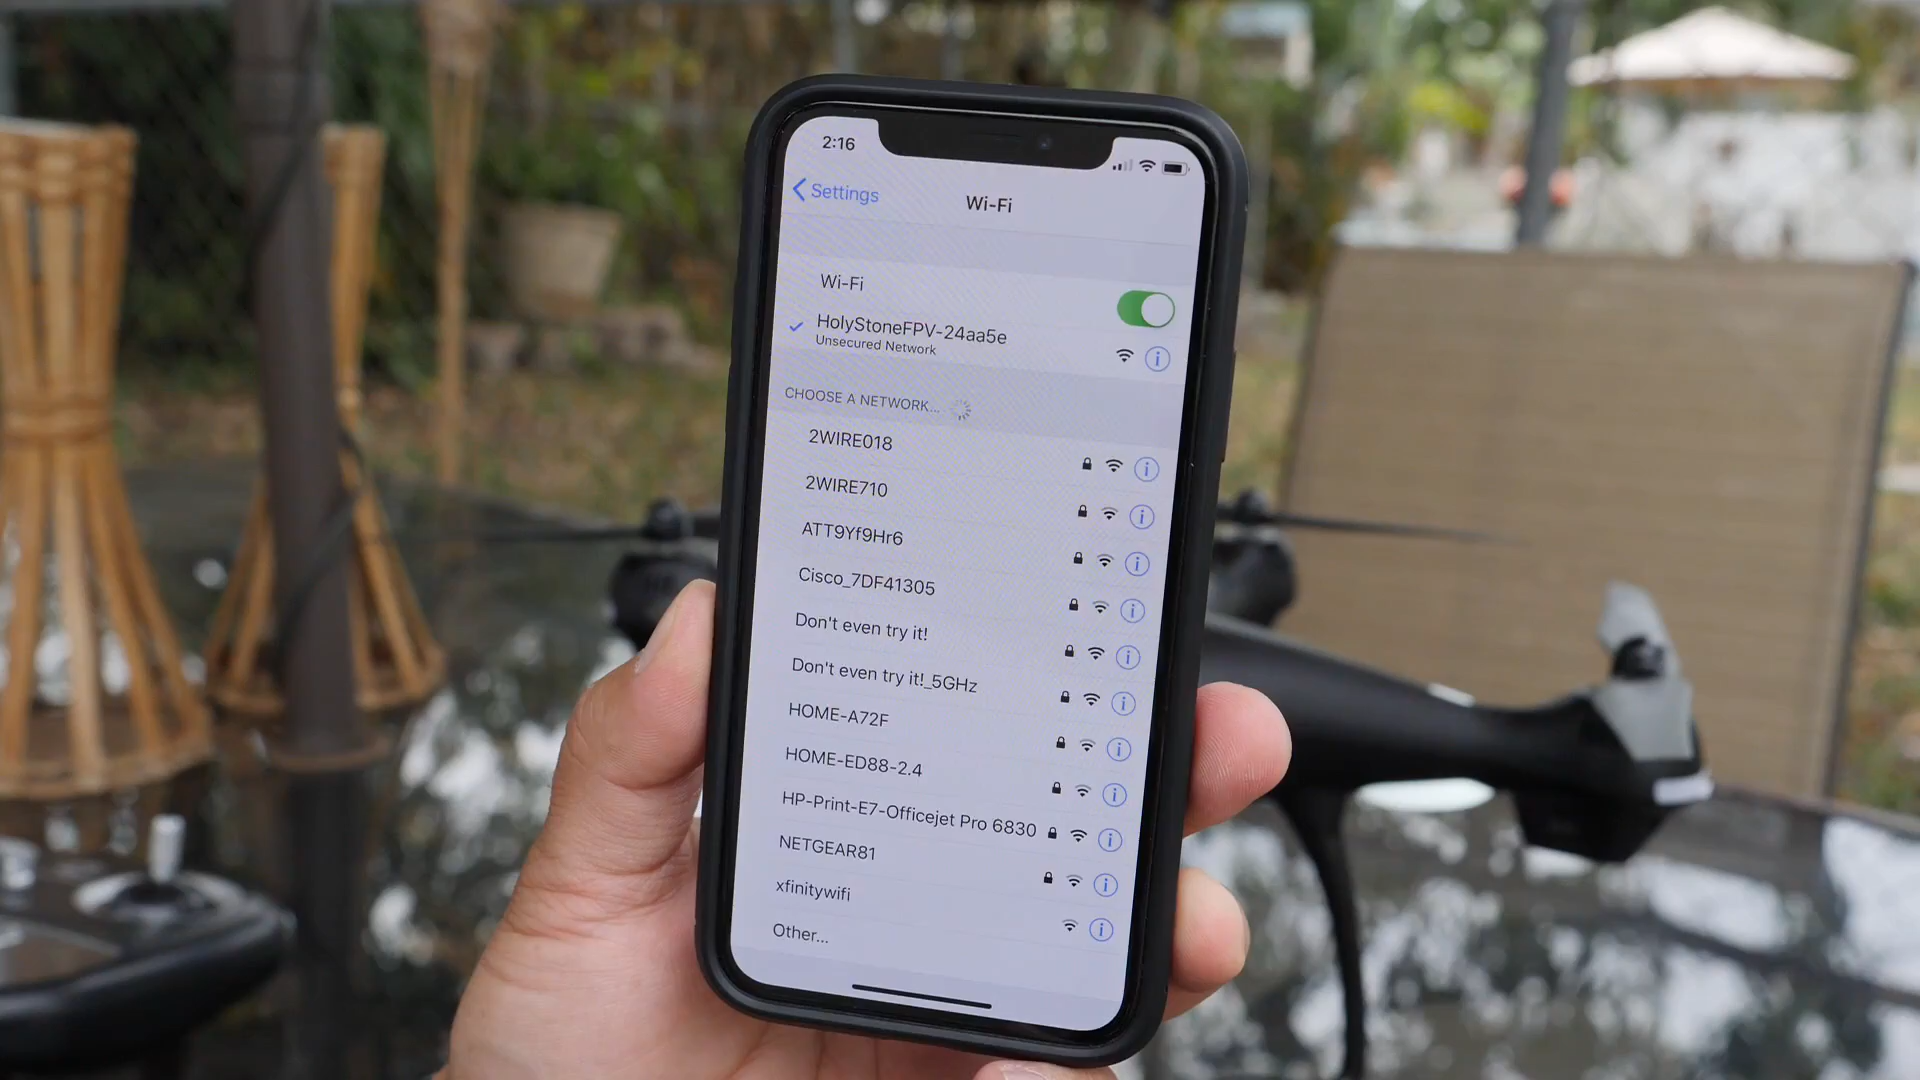 2:16
Settings
Wi-Fi
Wi-Fi
HolyStoneFPV-24aa5e
Unsecured Network
CHOOSE A NETWORK...
2WIRE018
2WIRE710
ATT9Yf9Hr6
Cisco_7DF41305
Don't even try it!
Don't even try it!_5GHz
HOME-A72F
HOME-ED88-2.4
HP-Print-E7-Officejet Pro 6830
NETGEAR81
xfinitywifi
Other...